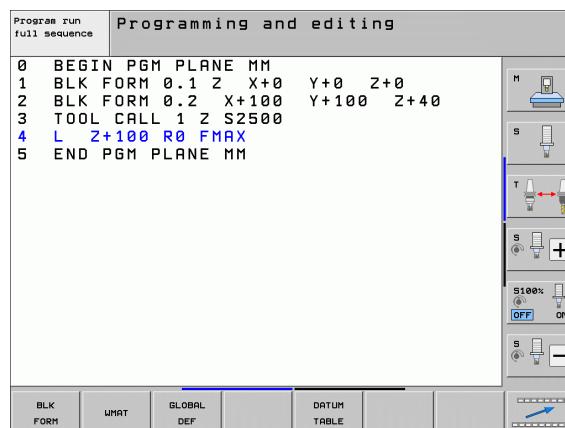 Program run
full sequence
Programming and editing
0 BEGIN PGM PLANE MM
1 BLK FORM 0.1 Z X+0 Y+0 Z+0
2 BLK FORM 0.2 X+100 Y+100 Z+40
3 TOOL CALL 1 Z S2500
4 L Z+100 R0 FMAX
5 END PGM PLANE MM
M
S
T
S
+
S100%
OFF ON
S
–
BLK
FORM
WMAT
GLOBAL
DEF
DATUM
TABLE